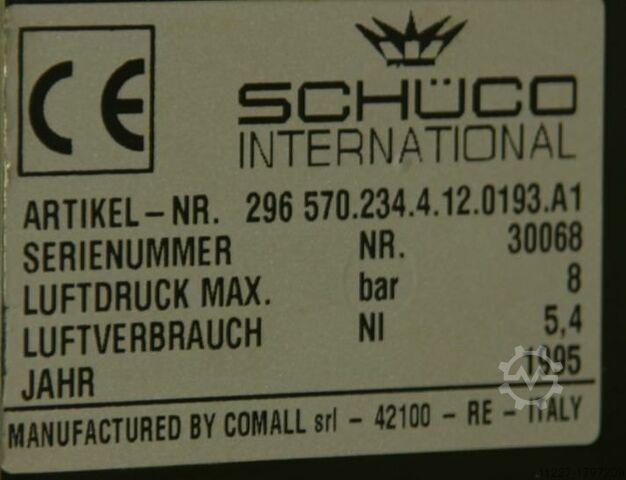 CE
SCHÜCO
INTERNATIONAL
ARTIKEL-NR. 296 570.234.4.12.0193.A1
SERIENUMMER NR. 30068
LUFTDRUCK MAX. bar 8
LUFTVERBRAUCH Nl 5,4
JAHR 1995
MANUFACTURED BY COMALL srl - 42100 - RE - ITALY